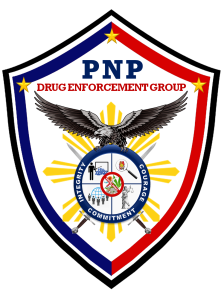 PNP
DRUG ENFORCEMENT GROUP
INTEGRITY
COURAGE
COMMITMENT